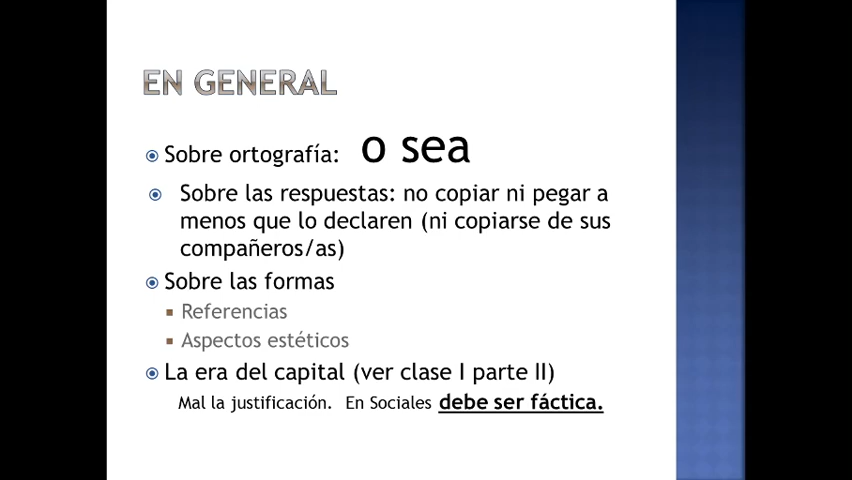 EN GENERAL
Sobre ortografía: o sea
Sobre las respuestas: no copiar ni pegar a
menos que lo declaren (ni copiarse de sus
compañeros/as)
Sobre las formas
Referencias
Aspectos estéticos
La era del capital (ver clase I parte II)
Mal la justificación. En Sociales debe ser fáctica.